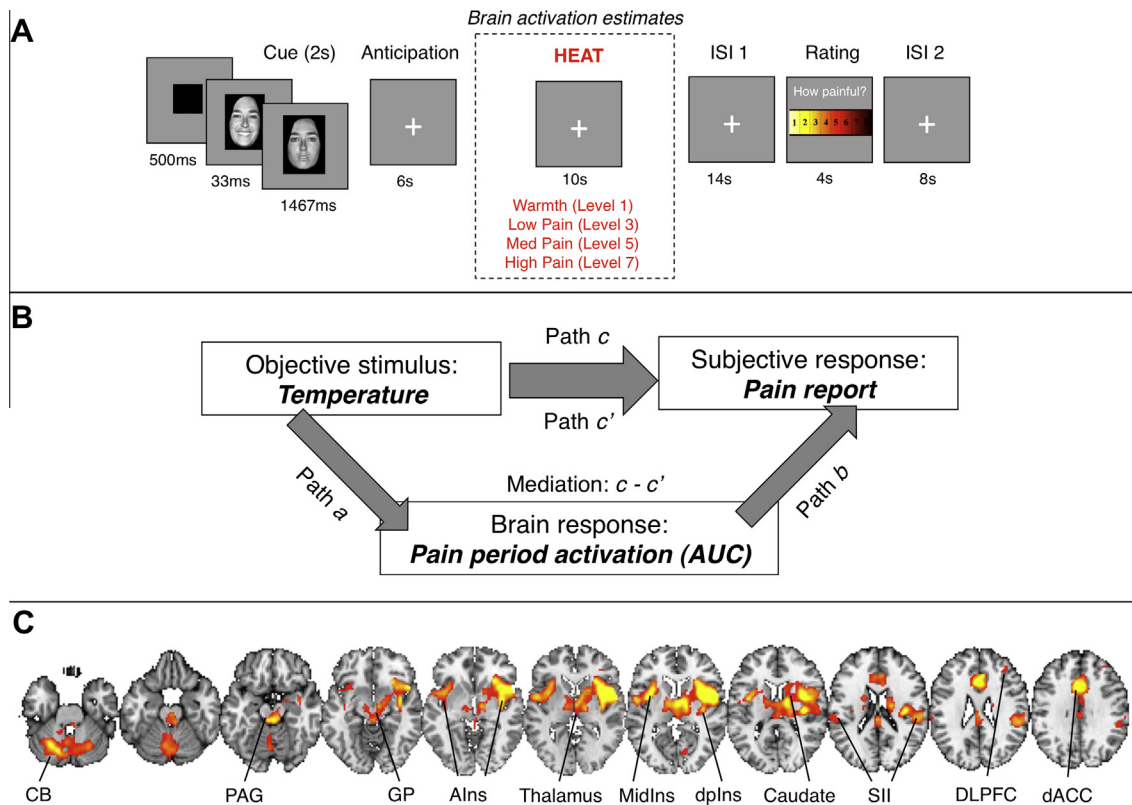 A
Brain activation estimates
Cue (2s)
Anticipation
HEAT
ISI 1
Rating
ISI 2
How painful?
1 2 3 4 5 6 7
500ms
33ms
1467ms
6s
10s
14s
4s
8s
Warmth (Level 1)
Low Pain (Level 3)
Med Pain (Level 5)
High Pain (Level 7)
B
Objective stimulus:
Temperature
Path c
Path c'
Subjective response:
Pain report
Path a
Mediation: c - c'
Path b
Brain response:
Pain period activation (AUC)
C
CB
PAG
GP
AIns
Thalamus
MidIns
dpIns
Caudate
SII
DLPFC
dACC